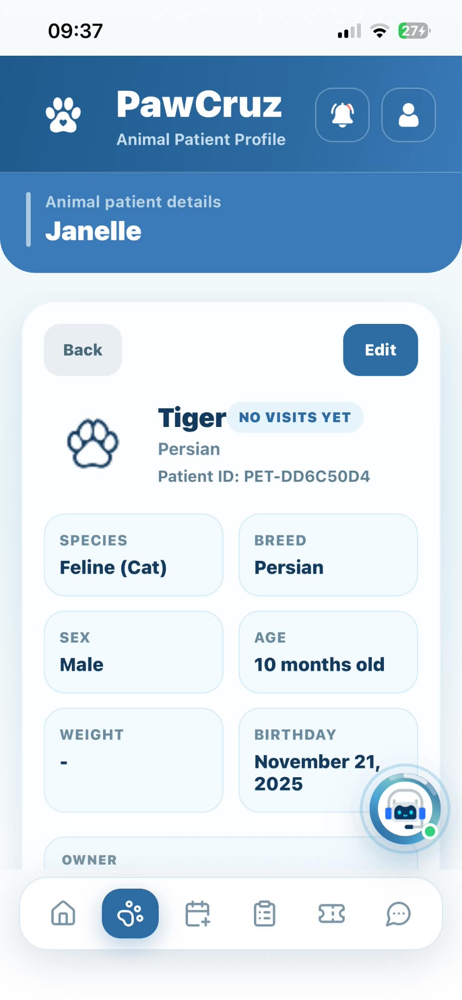 09:37
27
PawCruz
Animal Patient Profile
Animal patient details
Janelle
Back
Edit
Tiger
NO VISITS YET
Persian
Patient ID: PET-DD6C50D4
SPECIES
Feline (Cat)
BREED
Persian
SEX
Male
AGE
10 months old
WEIGHT
-
BIRTHDAY
November 21,
2025
OWNER